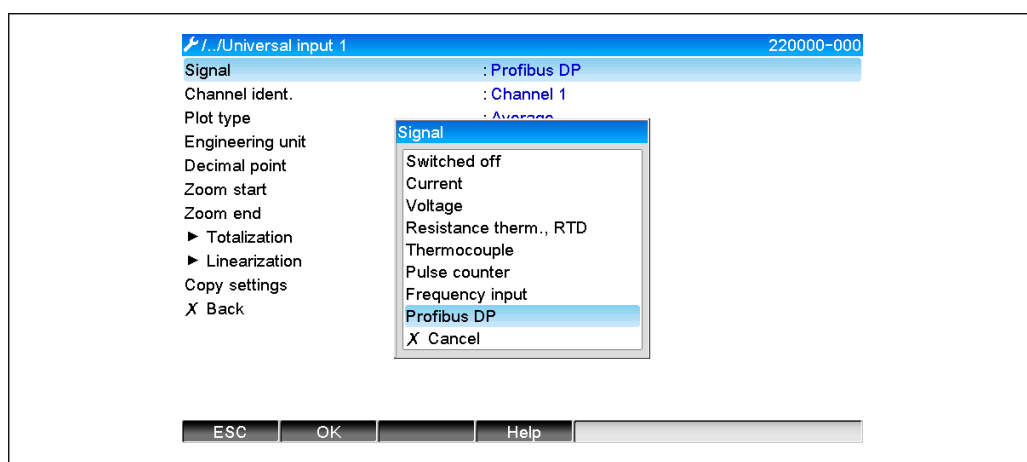 /../Universal input 1 220000-000
Signal : Profibus DP
Channel ident. : Channel 1
Plot type : Average
Engineering unit
Decimal point
Zoom start
Zoom end
► Totalization
► Linearization
Copy settings
X Back
Signal
Switched off
Current
Voltage
Resistance therm., RTD
Thermocouple
Pulse counter
Frequency input
Profibus DP
X Cancel
ESC OK Help